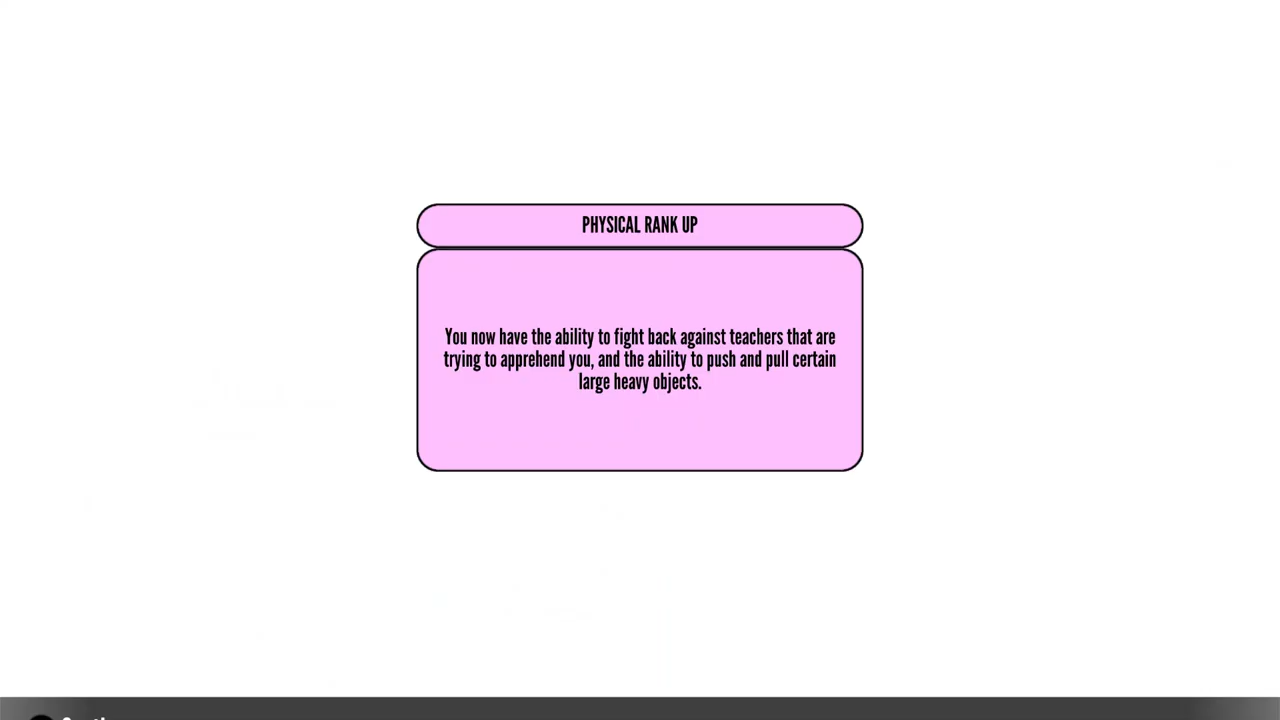 PHYSICAL RANK UP
You now have the ability to fight back against teachers that are
trying to apprehend you, and the ability to push and pull certain
large heavy objects.